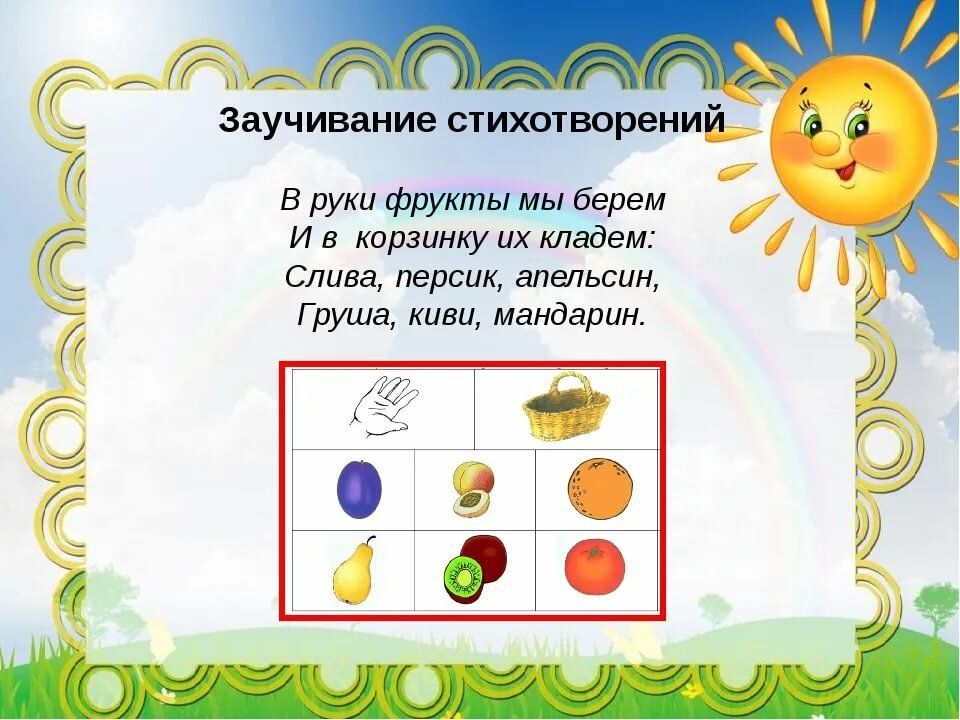 Заучивание стихотворений
В руки фрукты мы берем
И в корзинку их кладем:
Слива, персик, апельсин,
Груша, киви, мандарин.